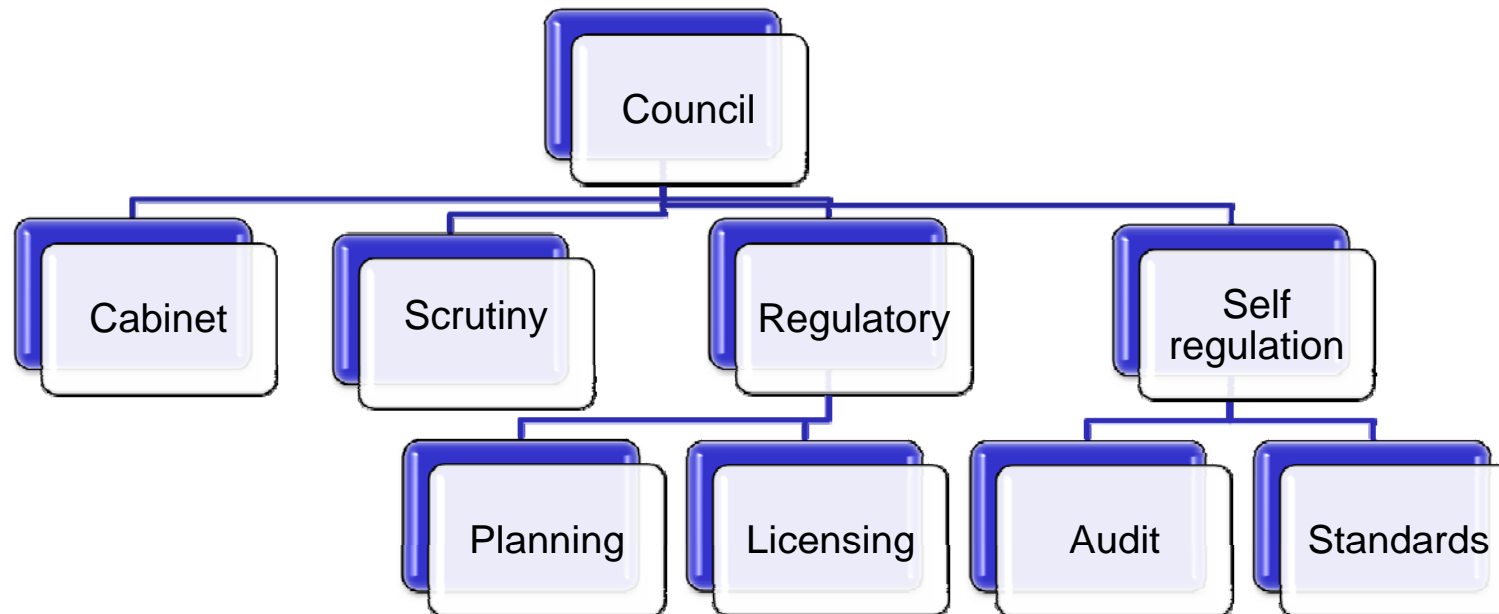 Council
Cabinet
Scrutiny
Regulatory
Self
regulation
Planning
Licensing
Audit
Standards